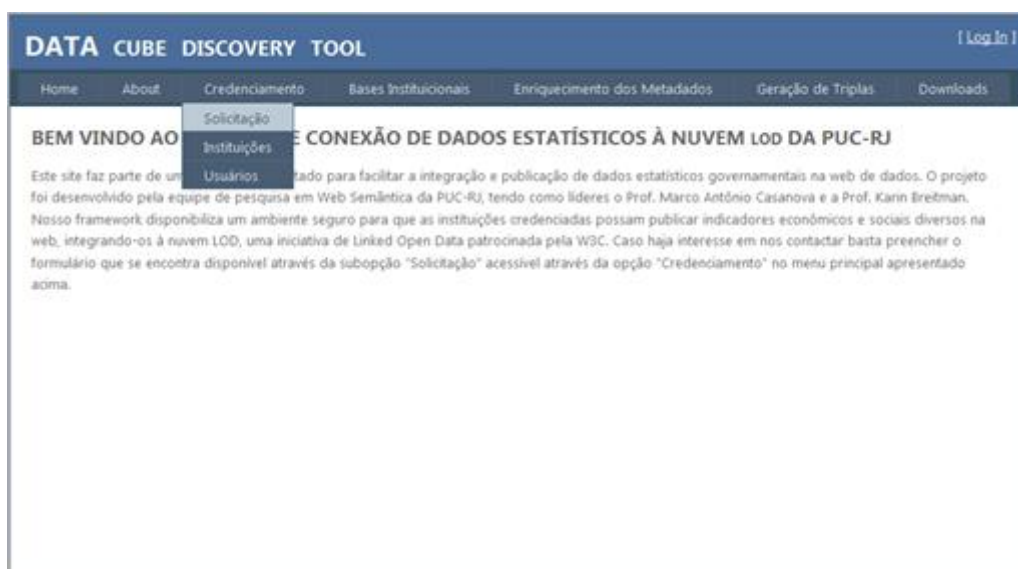 DATA CUBE DISCOVERY TOOL
[ Log In ]
Home About Credenciamento Bases Institucionais Enriquecimento dos Metadados Geração de Triplas Downloads
Solicitação
Instituições
Usuários
BEM VINDO AO E CONEXÃO DE DADOS ESTATÍSTICOS À NUVEM LOD DA PUC-RJ
Este site faz parte de um tado para facilitar a integração e publicação de dados estatísticos governamentais na web de dados. O projeto
foi desenvolvido pela equipe de pesquisa em Web Semântica da PUC-RJ, tendo como líderes o Prof. Marco Antônio Casanova e a Prof. Karin Breitman.
Nosso framework disponibiliza um ambiente seguro para que as instituições credenciadas possam publicar indicadores econômicos e sociais diversos na
web, integrando-os à nuvem LOD, uma iniciativa de Linked Open Data patrocinada pela W3C. Caso haja interesse em nos contactar basta preencher o
formulário que se encontra disponível através da subopção "Solicitação" acessível através da opção "Credenciamento" no menu principal apresentado
acima.